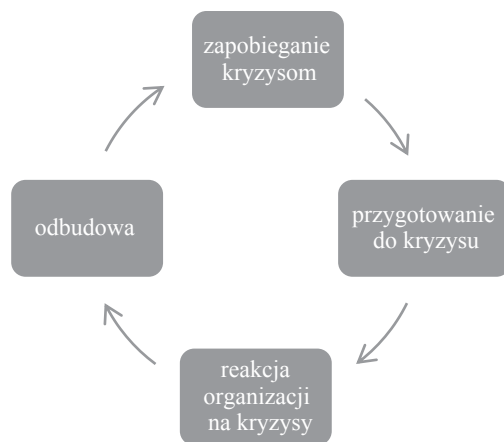 zapobieganie
kryzysom
przygotowanie
do kryzysu
reakcja
organizacji
na kryzysy
odbudowa